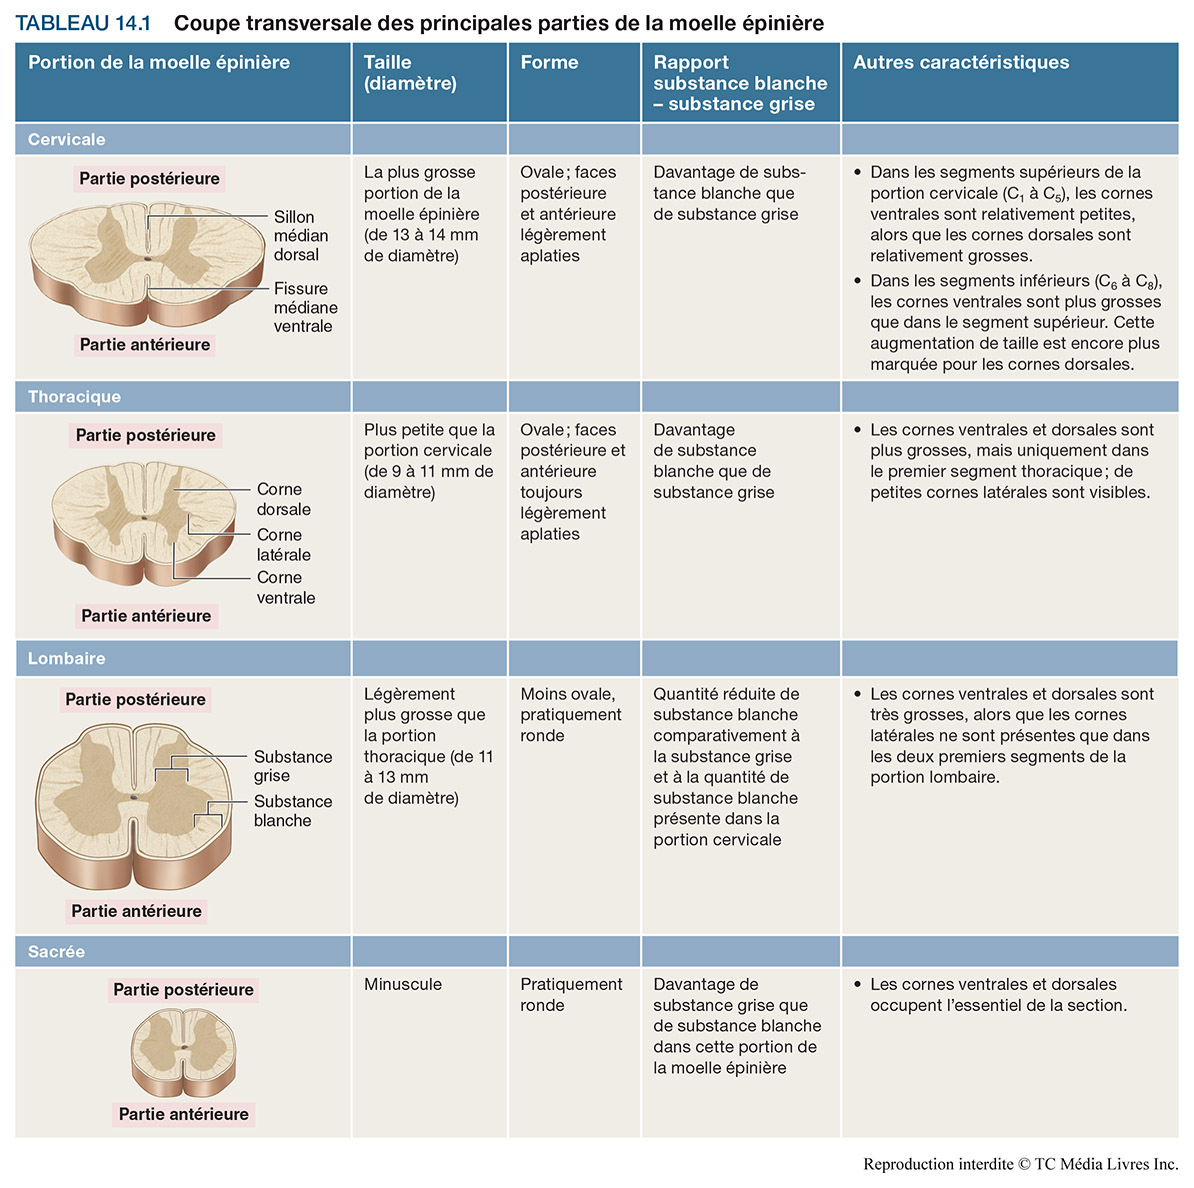 TABLEAU 14.1 Coupe transversale des principales parties de la moelle épinière
Portion de la moelle épinière
Taille
(diamètre)
Forme
Rapport
substance blanche
– substance grise
Autres caractéristiques
Cervicale
Partie postérieure
Sillon
médian
dorsal
Fissure
médiane
ventrale
Partie antérieure
La plus grosse
portion de la
moelle épinière
(de 13 à 14 mm
de diamètre)
Ovale ; faces
postérieure
et antérieure
légèrement
aplaties
Davantage de subs-
tance blanche que
de substance grise
• Dans les segments supérieurs de la
portion cervicale (C₁ à C₅), les cornes
ventrales sont relativement petites,
alors que les cornes dorsales sont
relativement grosses.
• Dans les segments inférieurs (C₆ à C₈),
les cornes ventrales sont plus grosses
que dans le segment supérieur. Cette
augmentation de taille est encore plus
marquée pour les cornes dorsales.
Thoracique
Partie postérieure
Corne
dorsale
Corne
latérale
Corne
ventrale
Partie antérieure
Plus petite que la
portion cervicale
(de 9 à 11 mm de
diamètre)
Ovale ; faces
postérieure et
antérieure
toujours
légèrement
aplaties
Davantage
de substance
blanche que de
substance grise
• Les cornes ventrales et dorsales sont
plus grosses, mais uniquement dans
le premier segment thoracique ; de
petites cornes latérales sont visibles.
Lombaire
Partie postérieure
Substance
grise
Substance
blanche
Partie antérieure
Légèrement
plus grosse que
la portion
thoracique (de 11
à 13 mm
de diamètre)
Moins ovale,
pratiquement
ronde
Quantité réduite de
substance blanche
comparativement à
la substance grise
et à la quantité de
substance blanche
présente dans la
portion cervicale
• Les cornes ventrales et dorsales sont
très grosses, alors que les cornes
latérales ne sont présentes que dans
les deux premiers segments de la
portion lombaire.
Sacrée
Partie postérieure
Partie antérieure
Minuscule
Pratiquement
ronde
Davantage de
substance grise que
de substance blanche
dans cette portion de
la moelle épinière
• Les cornes ventrales et dorsales
occupent l'essentiel de la section.
Reproduction interdite © TC Média Livres Inc.